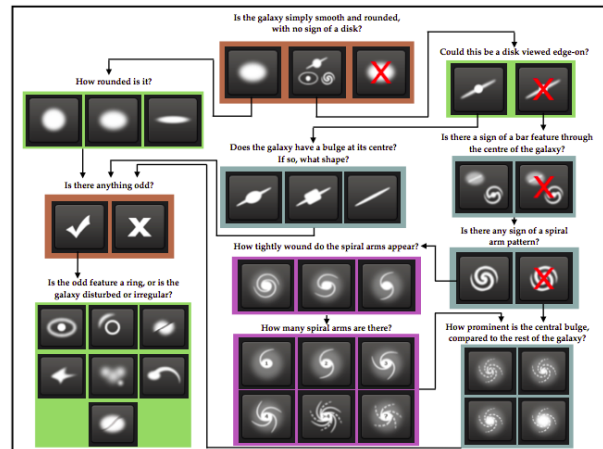 Is the galaxy simply smooth and rounded,
with no sign of a disk?
Could this be a disk viewed edge-on?
How rounded is it?
Does the galaxy have a bulge at its centre?
If so, what shape?
Is there a sign of a bar feature through
the centre of the galaxy?
Is there anything odd?
Is there any sign of a spiral
arm pattern?
How tightly wound do the spiral arms appear?
Is the odd feature a ring, or is the
galaxy disturbed or irregular?
How many spiral arms are there?
How prominent is the central bulge,
compared to the rest of the galaxy?